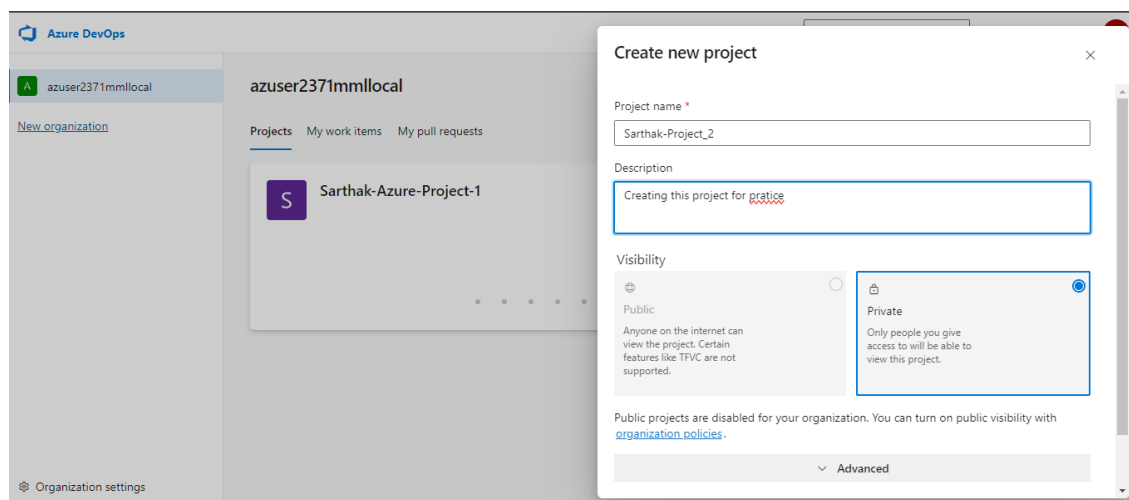 Azure DevOps
A azuser2371mmllocal
New organization
azuser2371mmllocal
Projects My work items My pull requests
S Sarthak-Azure-Project-1
Organization settings
Create new project
Project name *
Sarthak-Project_2
Description
Creating this project for pratice
Visibility
Public
Anyone on the internet can
view the project. Certain
features like TFVC are not
supported.
Private
Only people you give
access to will be able to
view this project.
Public projects are disabled for your organization. You can turn on public visibility with
organization policies.
Advanced